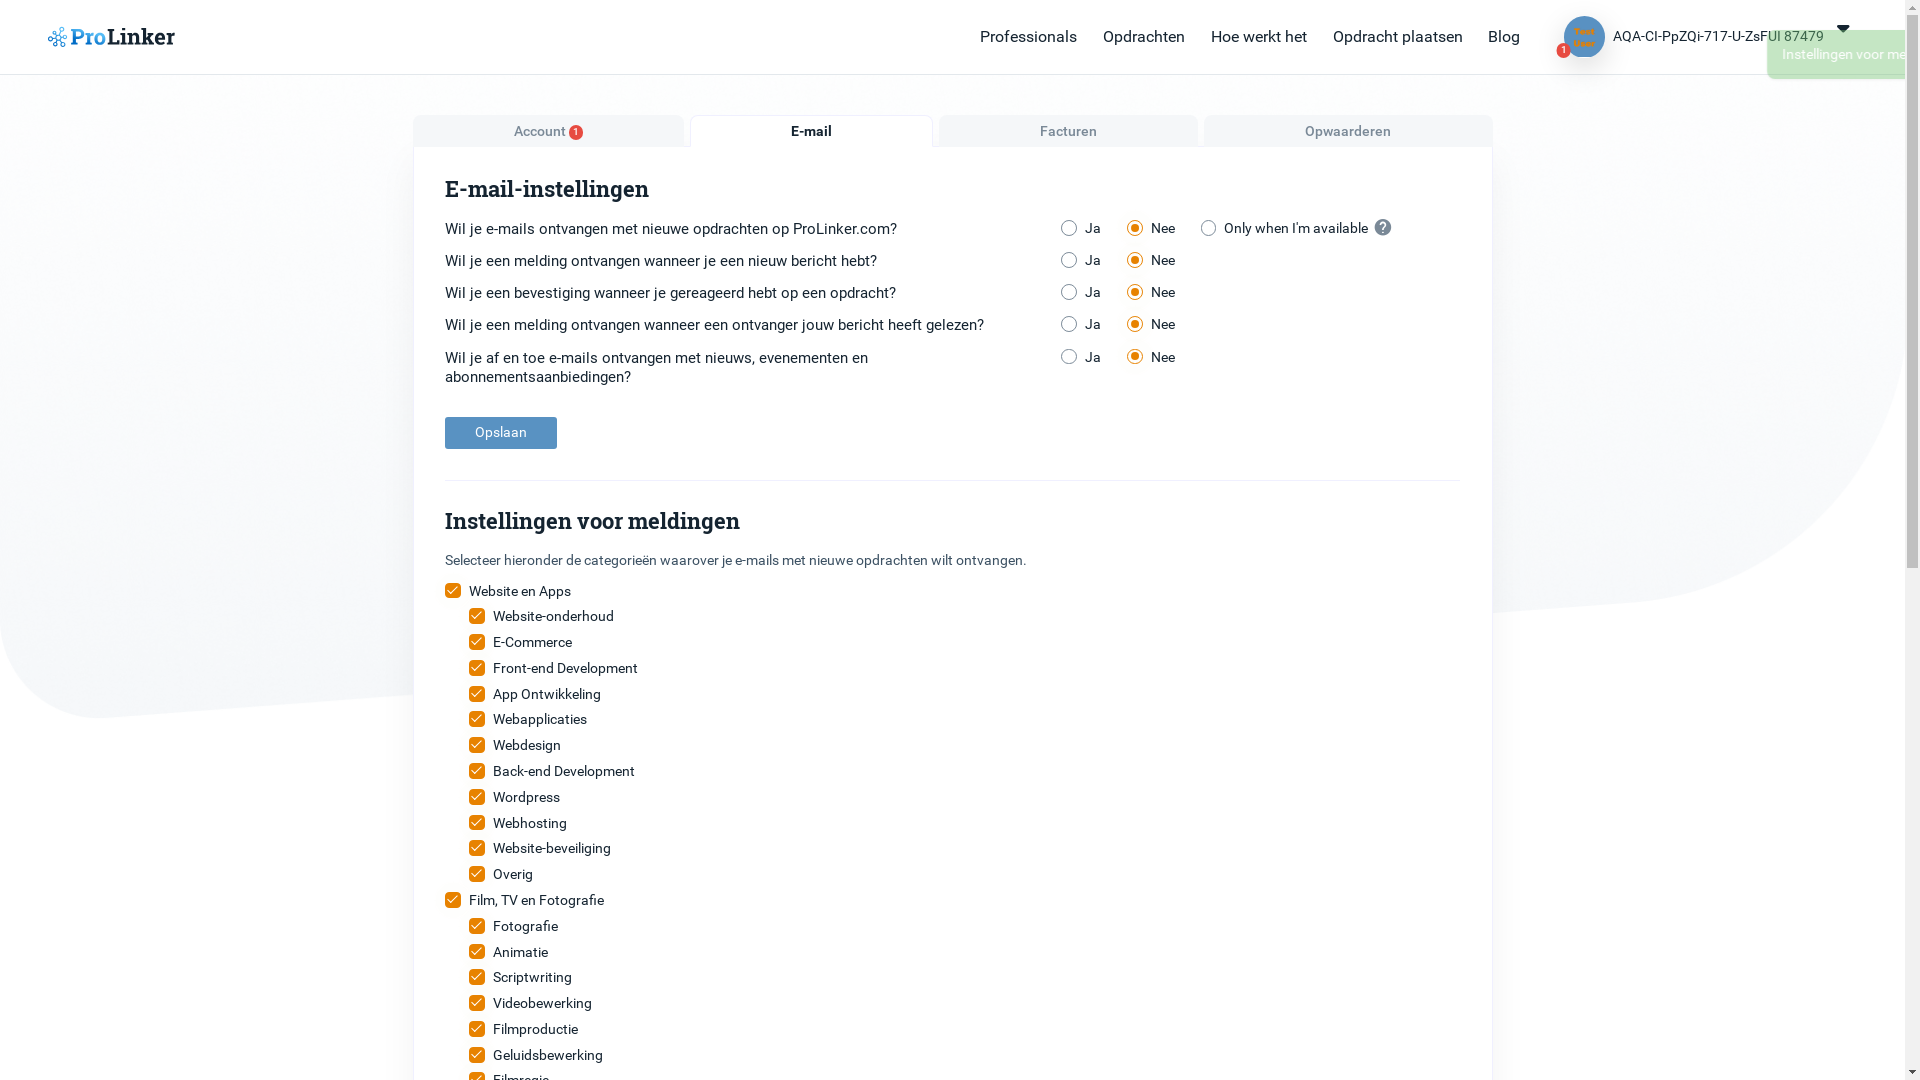 ProLinker
Professionals Opdrachten Hoe werkt het Opdracht plaatsen Blog
Test User
1
AQA-CI-PpZQi-717-U-ZsFUI 87479
Instellingen voor me
Account 1 E-mail Facturen Opwaarderen
E-mail-instellingen
Wil je e-mails ontvangen met nieuwe opdrachten op ProLinker.com? Ja Nee Only when I'm available ?
Wil je een melding ontvangen wanneer je een nieuw bericht hebt? Ja Nee
Wil je een bevestiging wanneer je gereageerd hebt op een opdracht? Ja Nee
Wil je een melding ontvangen wanneer een ontvanger jouw bericht heeft gelezen? Ja Nee
Wil je af en toe e-mails ontvangen met nieuws, evenementen en Ja Nee
abonnementsaanbiedingen?
Opslaan
Instellingen voor meldingen
Selecteer hieronder de categorieën waarover je e-mails met nieuwe opdrachten wilt ontvangen.
Website en Apps
Website-onderhoud
E-Commerce
Front-end Development
App Ontwikkeling
Webapplicaties
Webdesign
Back-end Development
Wordpress
Webhosting
Website-beveiliging
Overig
Film, TV en Fotografie
Fotografie
Animatie
Scriptwriting
Videobewerking
Filmproductie
Geluidsbewerking
Filmregie